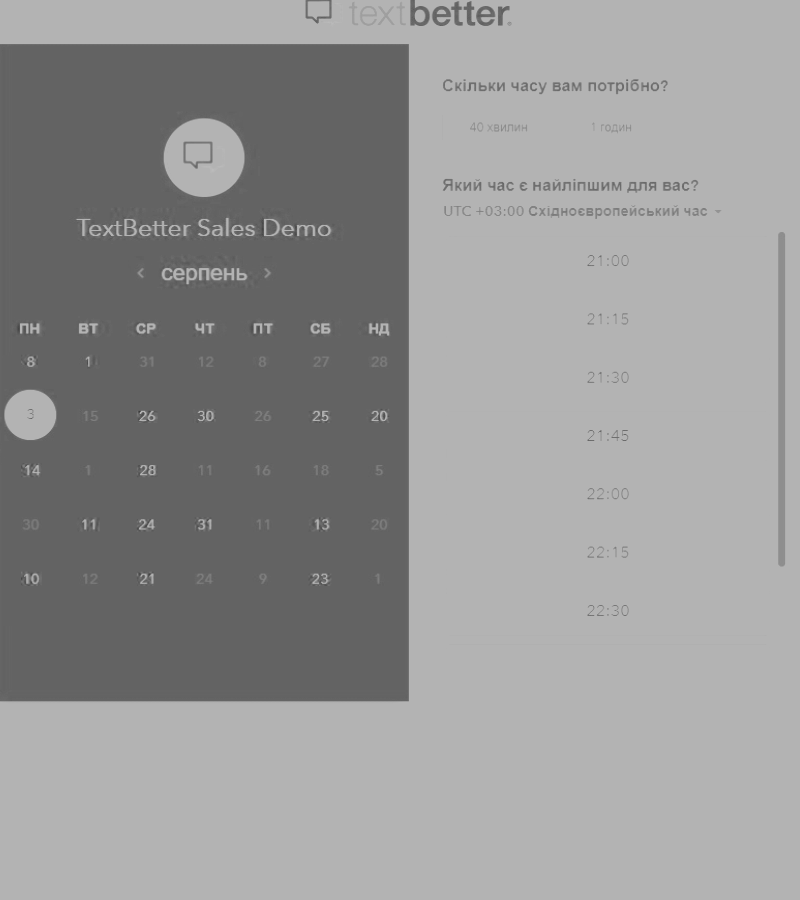 textbetter.
TextBetter Sales Demo
серпень
ПН ВТ СР ЧТ ПТ СБ НД
8 1 31 12 8 27 28
3 15 26 30 26 25 20
14 1 28 11 16 18 5
30 11 24 31 11 13 20
10 12 21 24 9 23 1
Скільки часу вам потрібно?
40 хвилин 1 годин
Який час є найліпшим для вас?
UTC +03:00 Східноєвропейський час
21:00
21:15
21:30
21:45
22:00
22:15
22:30